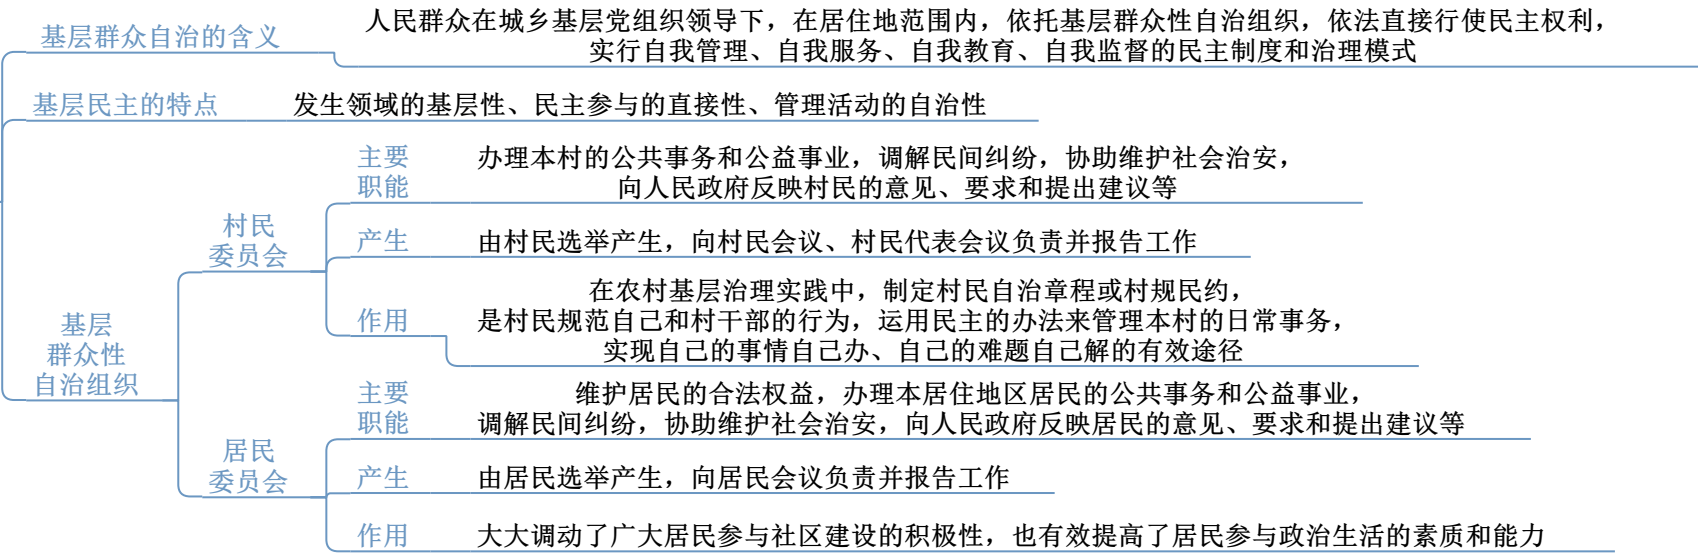 基层群众自治的含义
人民群众在城乡基层党组织领导下，在居住地范围内，依托基层群众性自治组织，依法直接行使民主权利，
实行自我管理、自我服务、自我教育、自我监督的民主制度和治理模式
基层民主的特点
发生领域的基层性、民主参与的直接性、管理活动的自治性
基层
群众性
自治组织
村民
委员会
主要
职能
办理本村的公共事务和公益事业，调解民间纠纷，协助维护社会治安，
向人民政府反映村民的意见、要求和提出建议等
产生
由村民选举产生，向村民会议、村民代表会议负责并报告工作
作用
在农村基层治理实践中，制定村民自治章程或村规民约，
是村民规范自己和村干部的行为，运用民主的办法来管理本村的日常事务，
实现自己的事情自己办、自己的难题自己解的有效途径
居民
委员会
主要
职能
维护居民的合法权益，办理本居住地区居民的公共事务和公益事业，
调解民间纠纷，协助维护社会治安，向人民政府反映居民的意见、要求和提出建议等
产生
由居民选举产生，向居民会议负责并报告工作
作用
大大调动了广大居民参与社区建设的积极性，也有效提高了居民参与政治生活的素质和能力